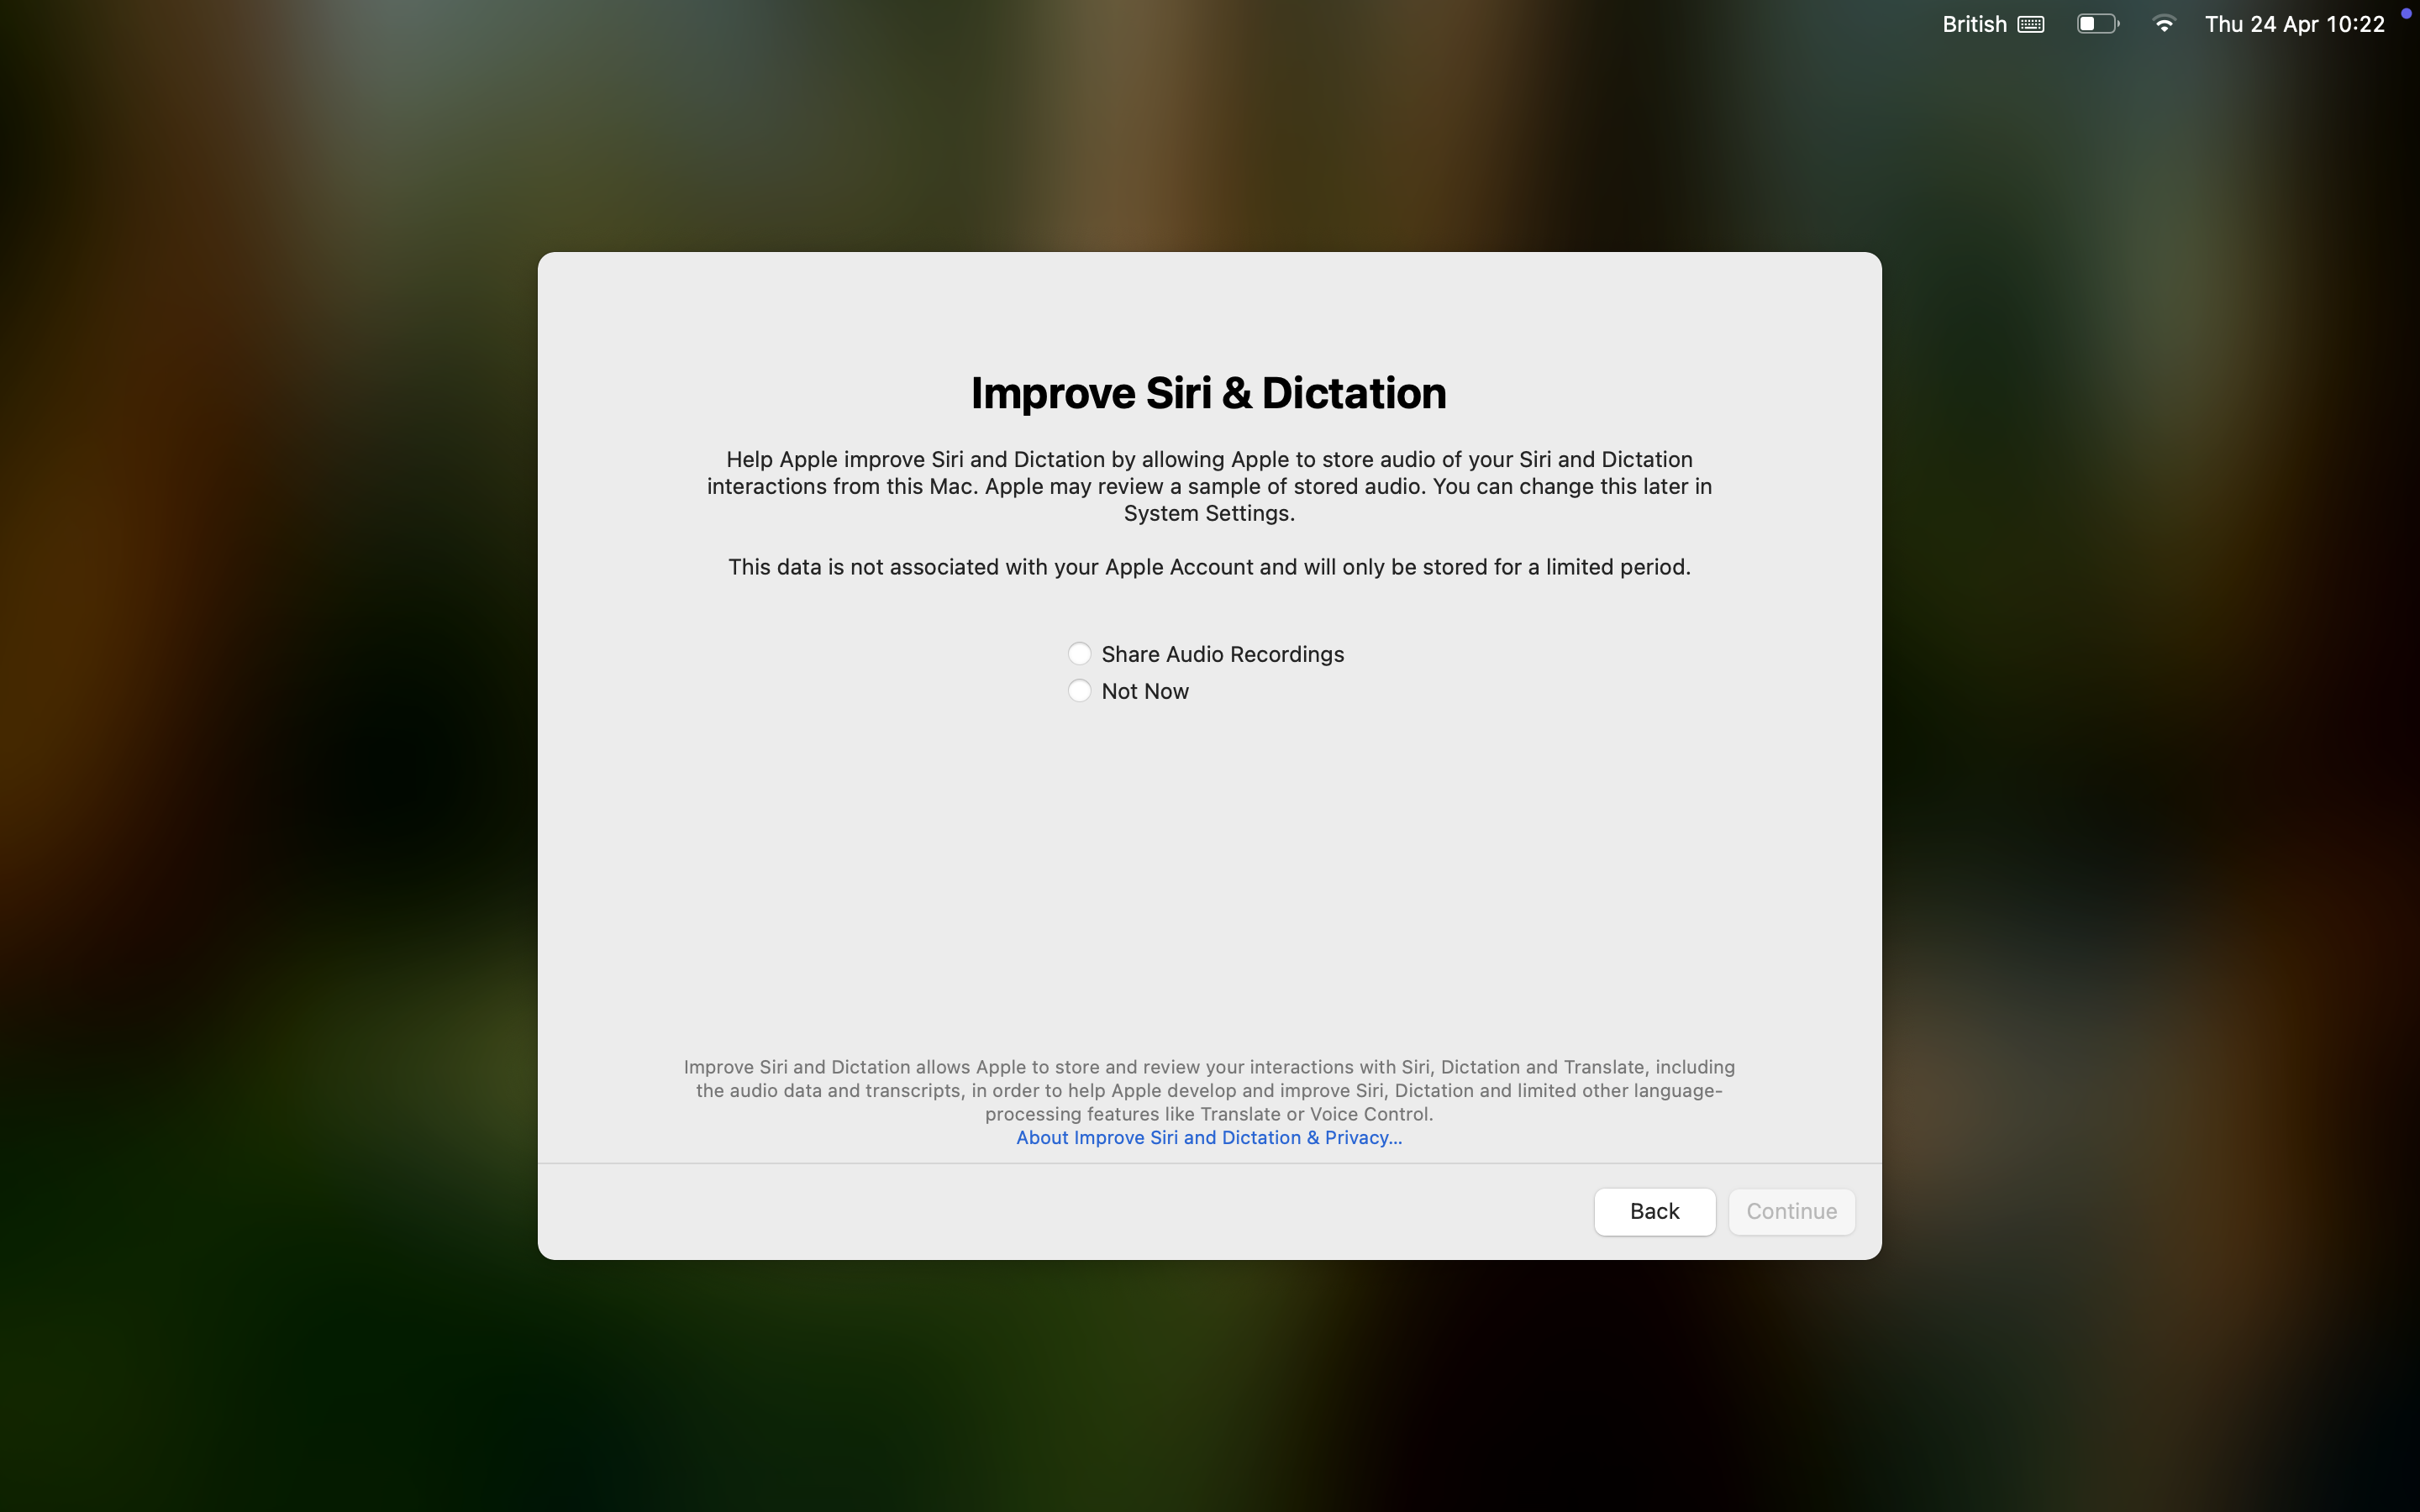 British
Thu 24 Apr 10:22
Improve Siri & Dictation
Help Apple improve Siri and Dictation by allowing Apple to store audio of your Siri and Dictation
interactions from this Mac. Apple may review a sample of stored audio. You can change this later in
System Settings.
This data is not associated with your Apple Account and will only be stored for a limited period.
Share Audio Recordings
Not Now
Improve Siri and Dictation allows Apple to store and review your interactions with Siri, Dictation and Translate, including
the audio data and transcripts, in order to help Apple develop and improve Siri, Dictation and limited other language-
processing features like Translate or Voice Control.
About Improve Siri and Dictation & Privacy...
Back
Continue